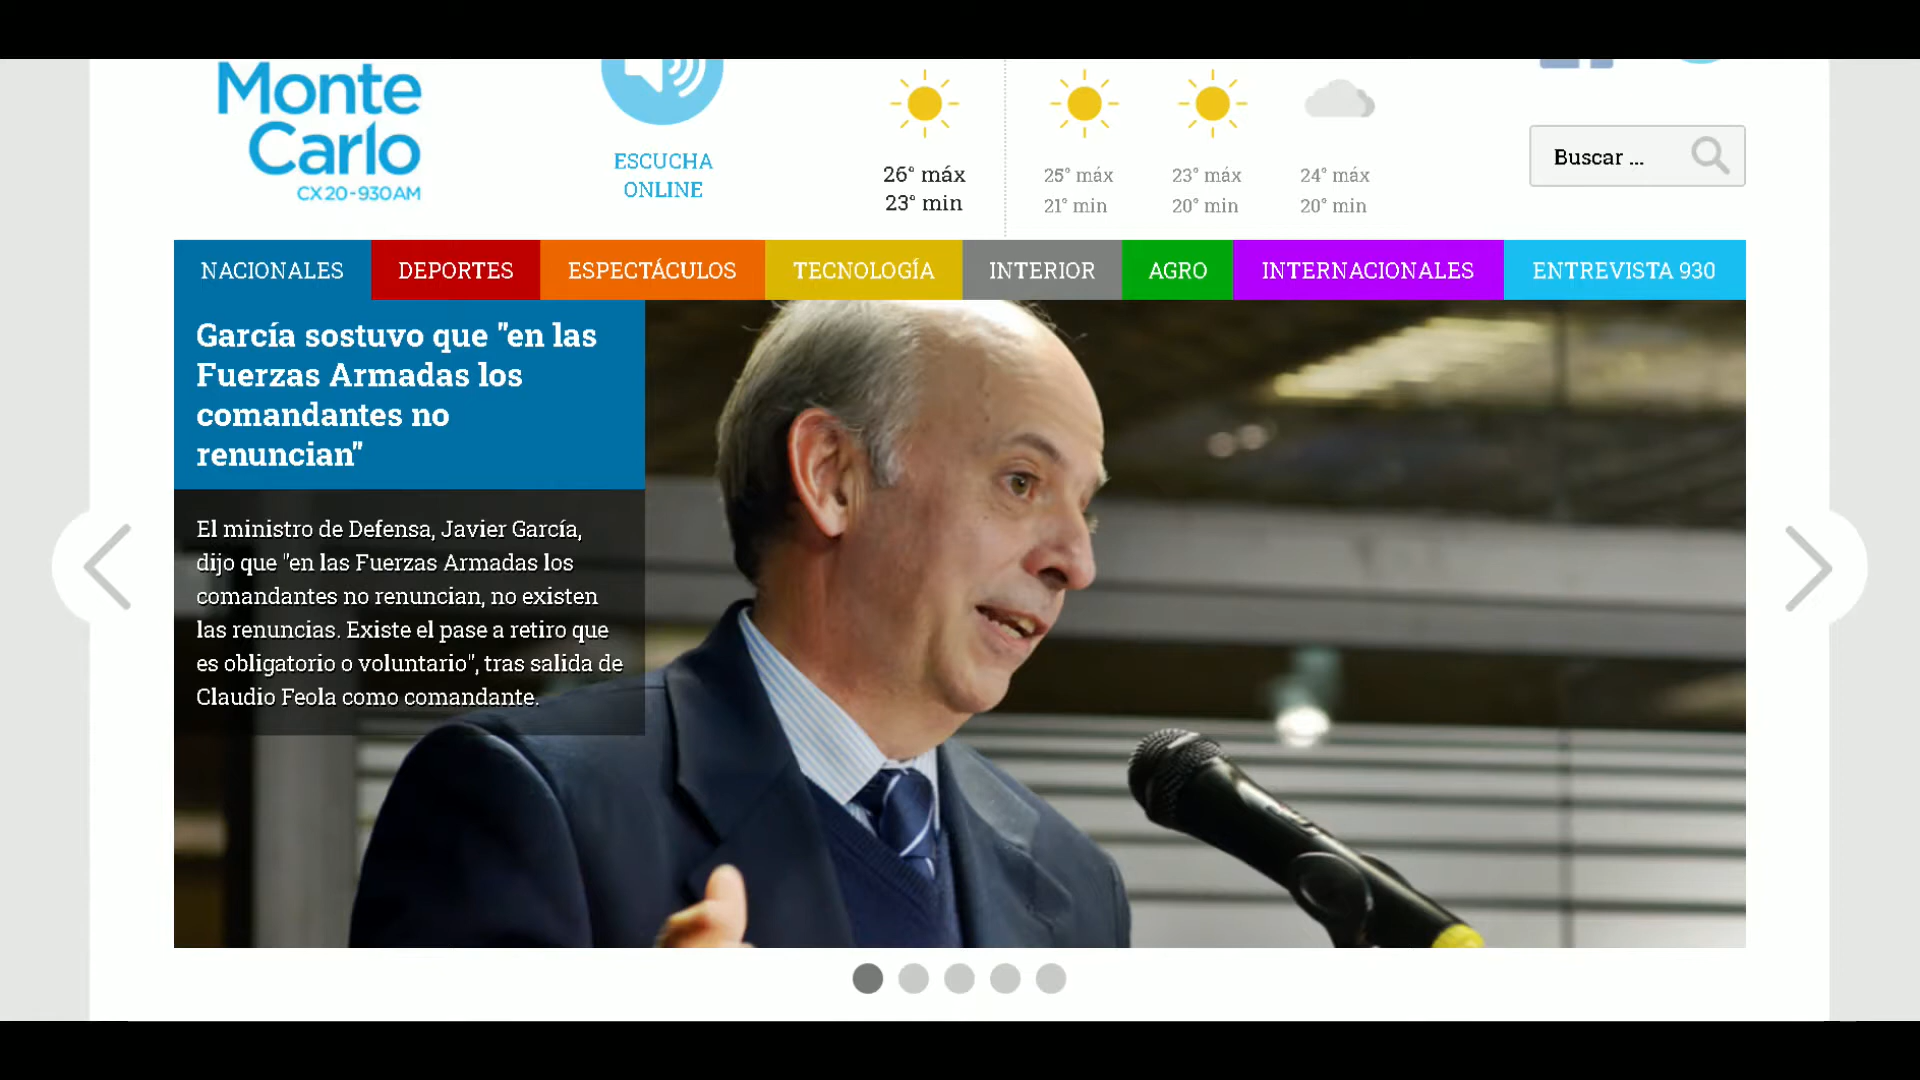 Monte
Carlo
CX 20 - 930 AM
ESCUCHA
ONLINE
26° máx
23° min
25° máx
21° min
23° máx
20° min
24° máx
20° min
Buscar ...
NACIONALES
DEPORTES
ESPECTÁCULOS
TECNOLOGÍA
INTERIOR
AGRO
INTERNACIONALES
ENTREVISTA 930
García sostuvo que "en las
Fuerzas Armadas los
comandantes no
renuncian"
El ministro de Defensa, Javier García,
dijo que "en las Fuerzas Armadas los
comandantes no renuncian, no existen
las renuncias. Existe el pase a retiro que
es obligatorio o voluntario", tras salida de
Claudio Feola como comandante.